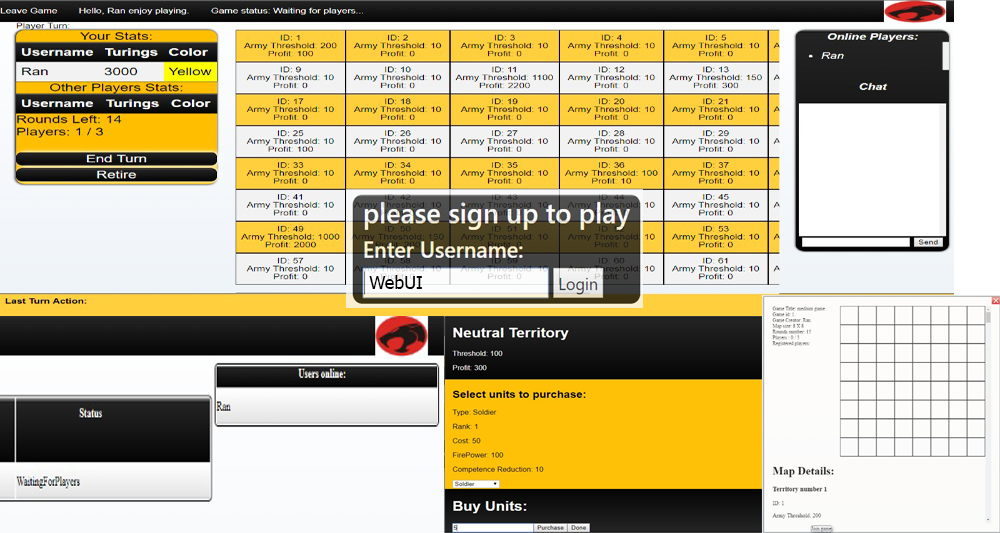 Leave Game Hello, Ran enjoy playing. Game status: Waiting for players...
Player Turn:
Your Stats:
Username Turings Color
Ran 3000 Yellow
Other Players Stats:
Username Turings Color
Rounds Left: 14
Players: 1 / 3
End Turn
Retire
ID: 1 ID: 2 ID: 3 ID: 4 ID: 5
Army Threshold: 200 Army Threshold: 10 Army Threshold: 10 Army Threshold: 10 Army Threshold: 10 A
Profit: 100 Profit: 0 Profit: 0 Profit: 0 Profit: 0
ID: 9 ID: 10 ID: 11 ID: 12 ID: 13
Army Threshold: 10 Army Threshold: 10 Army Threshold: 1100 Army Threshold: 10 Army Threshold: 150 A
Profit: 0 Profit: 0 Profit: 2200 Profit: 0 Profit: 300
ID: 17 ID: 18 ID: 19 ID: 20 ID: 21
Army Threshold: 10 Army Threshold: 10 Army Threshold: 10 Army Threshold: 10 Army Threshold: 10 A
Profit: 0 Profit: 0 Profit: 0 Profit: 0 Profit: 0
ID: 25 ID: 26 ID: 27 ID: 28 ID: 29
Army Threshold: 10 Army Threshold: 10 Army Threshold: 10 Army Threshold: 10 Army Threshold: 10 A
Profit: 100 Profit: 0 Profit: 0 Profit: 0 Profit: 0
ID: 33 ID: 34 ID: 35 ID: 36 ID: 37
Army Threshold: 10 Army Threshold: 10 Army Threshold: 10 Army Threshold: 100 Army Threshold: 10 A
Profit: 0 Profit: 0 Profit: 0 Profit: 10 Profit: 0
ID: 41 ID: 42 ID: 43 ID: 44 ID: 45
Army Threshold: 10 Army Threshold: 10
Profit: 0 Profit: 0
ID: 49 ID: 53
Army Threshold: 1000 Army Threshold: 10 A
Profit: 2000 Profit: 0
ID: 57 ID: 61
Army Threshold: 10 Army Threshold: 10 A
Profit: 0 Profit: 0
Online Players:
Ran
Chat
Send
please sign up to play
Enter Username:
WebUI Login
Last Turn Action:
Status
WaitingForPlayers
Users online:
Ran
Neutral Territory
Threshold: 100
Profit: 300
Select units to purchase:
Type: Soldier
Rank: 1
Cost: 50
FirePower: 100
Competence Reduction: 10
Soldier
Buy Units:
5 Purchase Done
Game Title: medium game
Game id: 1
Game Creator: Ran
Map size: 8 X 8
Rounds number: 15
Players : 0 / 3
Registered players:
Map Details:
Territory number 1
ID: 1
Army Threshold: 200
Join game